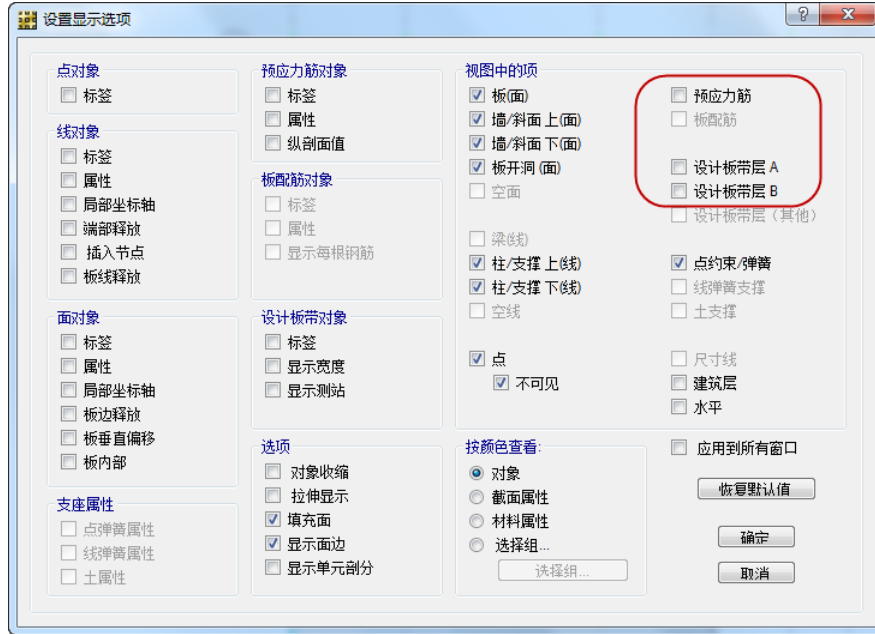 设置显示选项
点对象
标签
线对象
标签
属性
局部坐标轴
端部释放
插入节点
板线释放
面对象
标签
属性
局部坐标轴
板边释放
板垂直偏移
板内部
支座属性
点弹簧属性
线弹簧属性
土属性
预应力筋对象
标签
属性
纵剖面值
板配筋对象
标签
属性
显示每根钢筋
设计板带对象
标签
显示宽度
显示测站
选项
对象收缩
拉伸显示
填充面
显示面边
显示单元剖分
视图中的项
板(面)
墙/斜面 上(面)
墙/斜面 下(面)
板开洞 (面)
空面
梁(线)
柱/支撑 上(线)
柱/支撑 下(线)
空线
点
不可见
预应力筋
板配筋
设计板带层 A
设计板带层 B
设计板带层（其他）
点约束/弹簧
线弹簧支撑
土支撑
尺寸线
建筑层
水平
按颜色查看:
对象
截面属性
材料属性
选择组...
选择组...
应用到所有窗口
恢复默认值
确定
取消